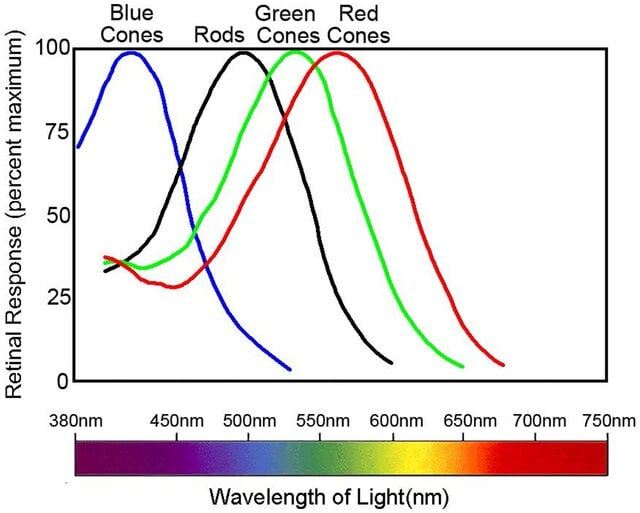 Blue
Cones
Rods
Green
Cones
Red
Cones
Retinal Response (percent maximum)
100
75
50
25
0
380nm 450nm 500nm 550nm 600nm 650nm 700nm 750nm
Wavelength of Light(nm)